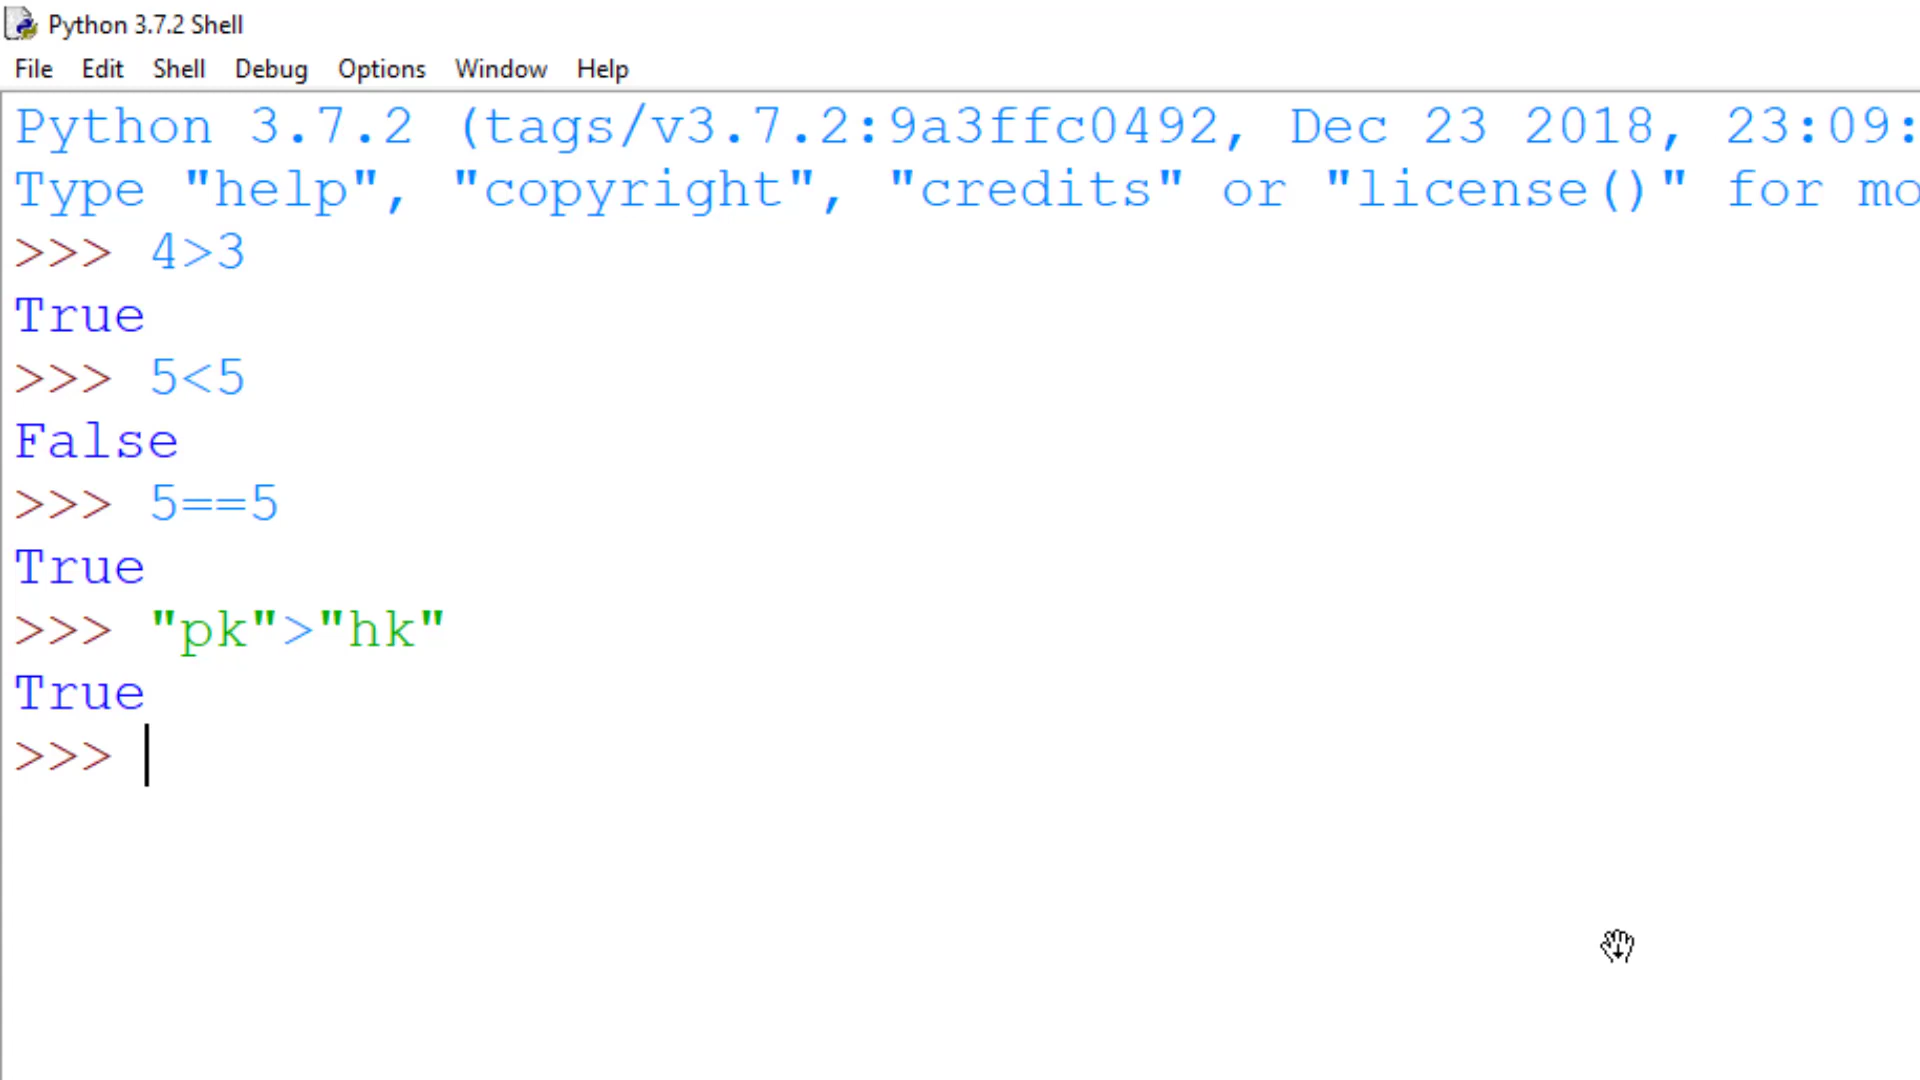 Python 3.7.2 Shell
File Edit Shell Debug Options Window Help
Python 3.7.2 (tags/v3.7.2:9a3ffc0492, Dec 23 2018, 23:09:
Type "help", "copyright", "credits" or "license()" for mo
>>> 4>3
True
>>> 5<5
False
>>> 5==5
True
>>> "pk">"hk"
True
>>>